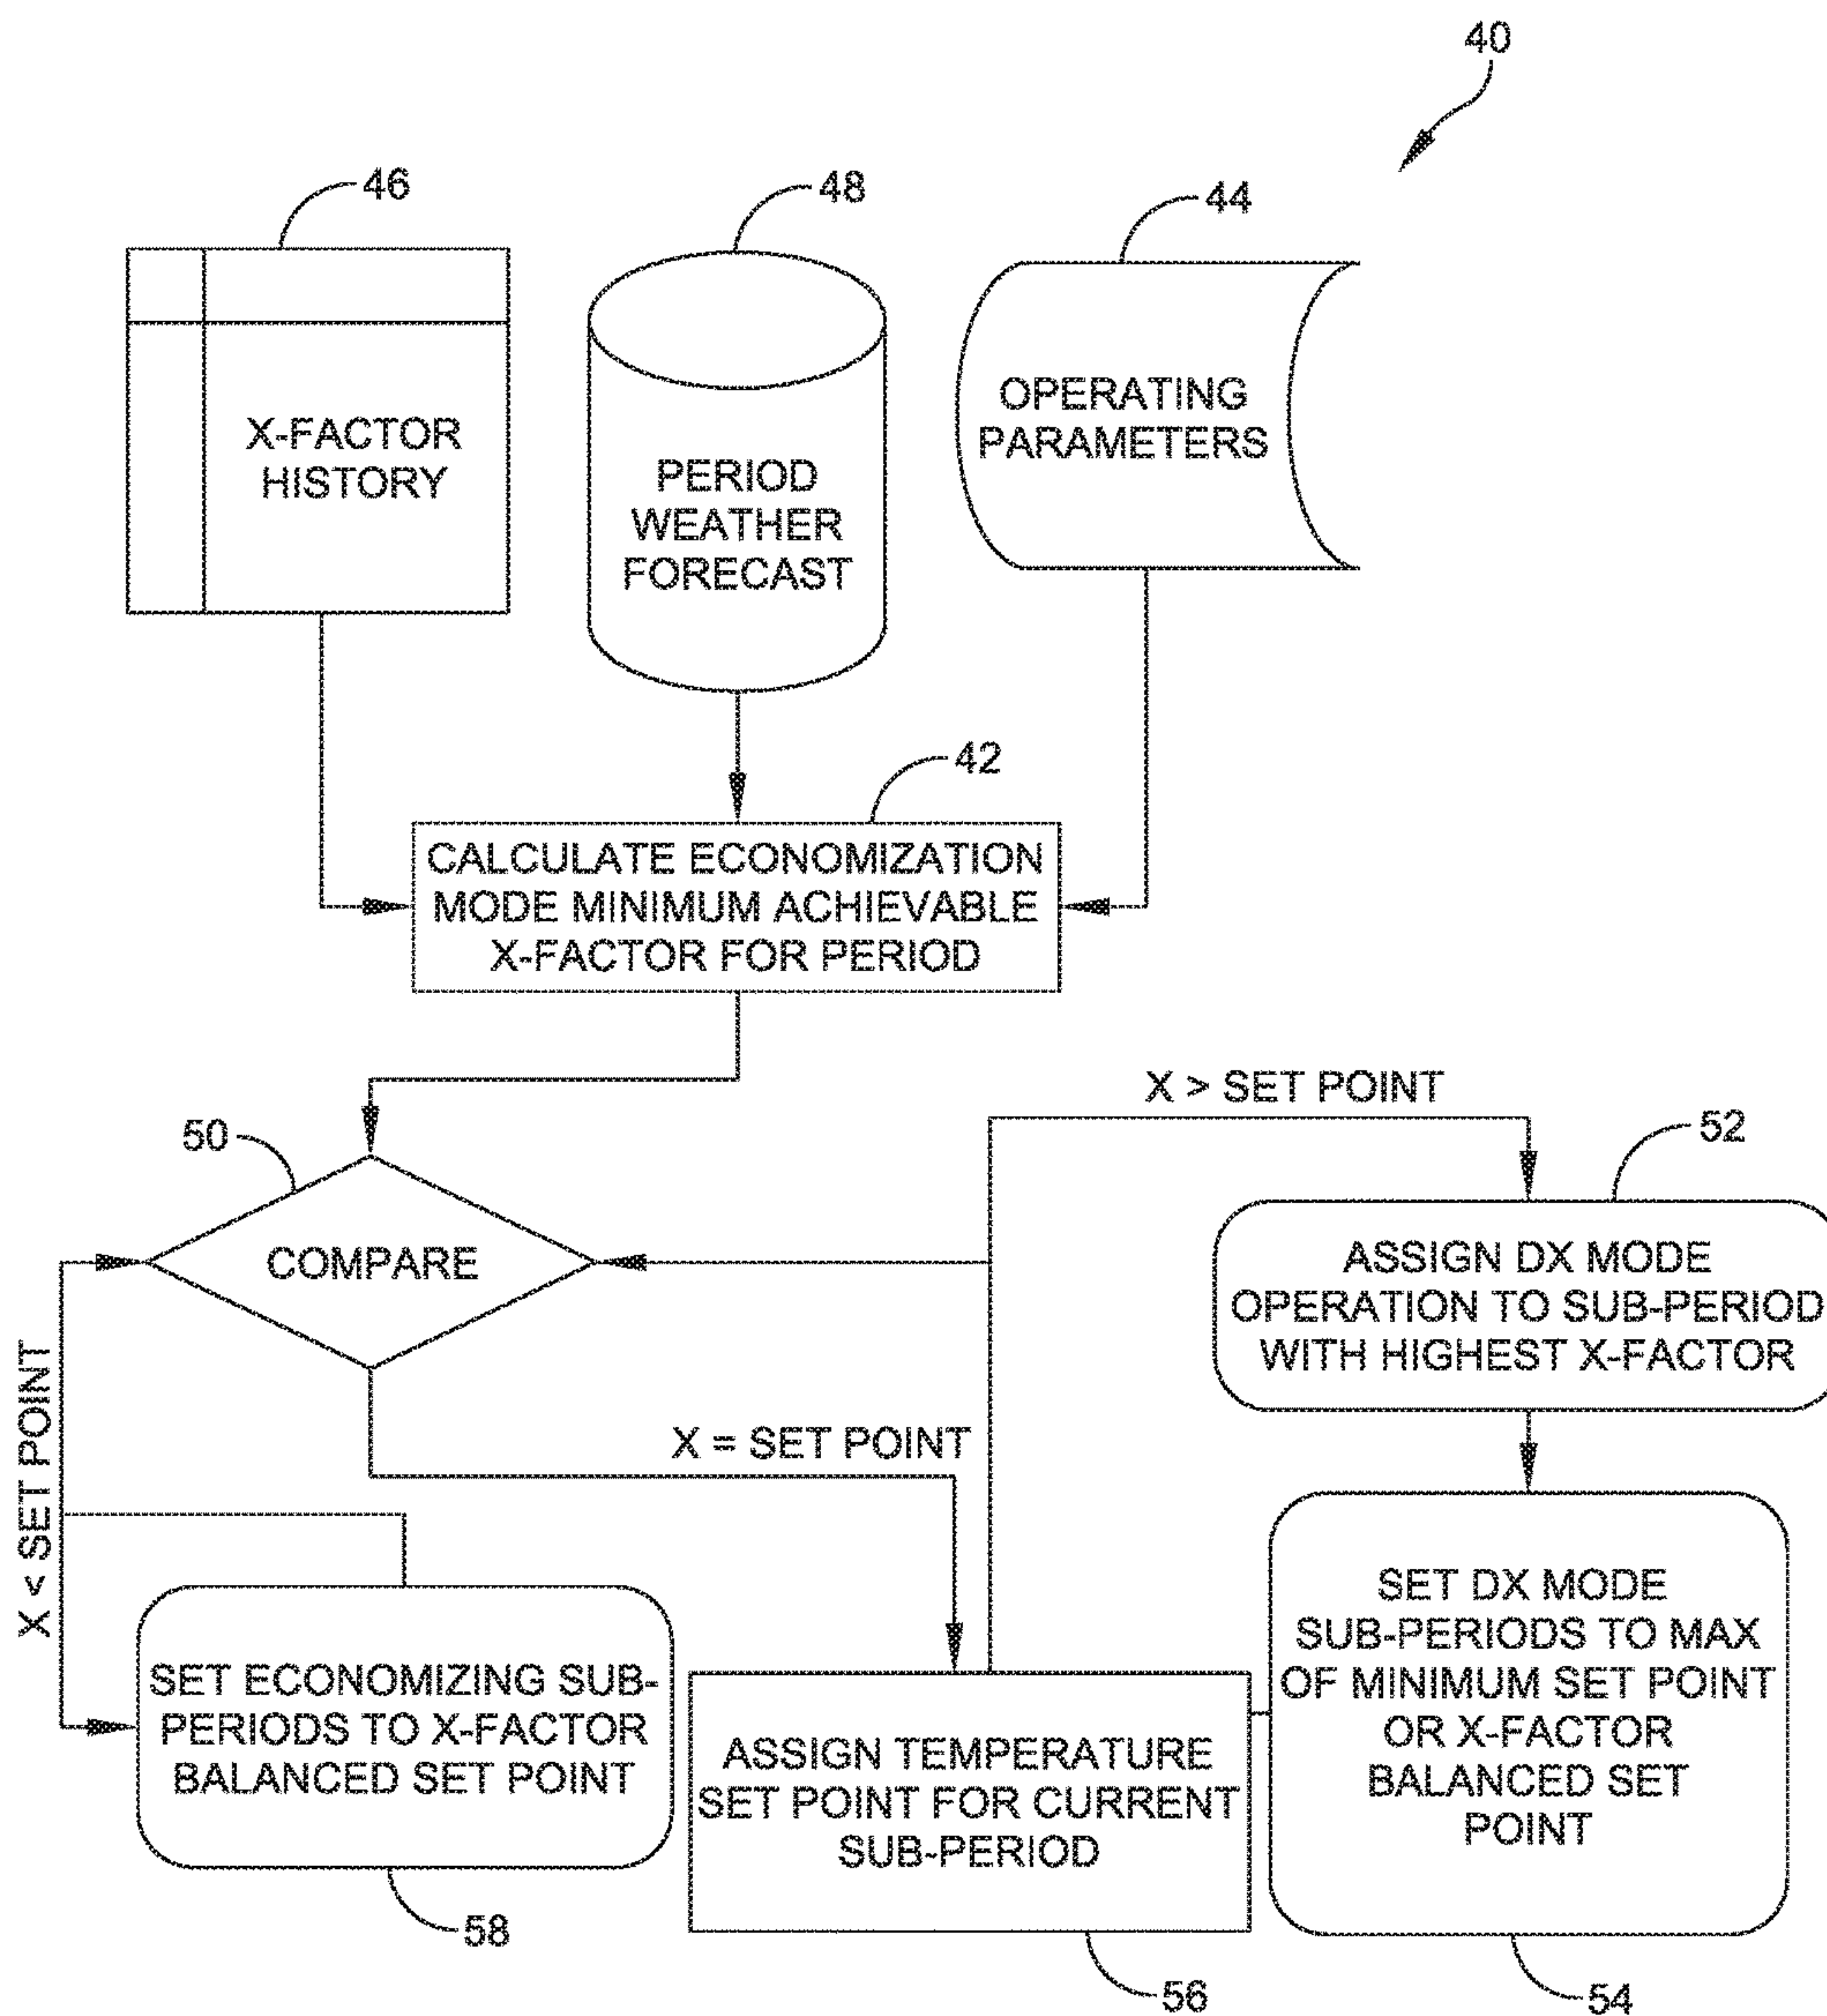 40
46
48
44
X-FACTOR
HISTORY
PERIOD
WEATHER
FORECAST
OPERATING
PARAMETERS
42
CALCULATE ECONOMIZATION
MODE MINIMUM ACHIEVABLE
X-FACTOR FOR PERIOD
X > SET POINT
50
52
COMPARE
ASSIGN DX MODE
OPERATION TO SUB-PERIOD
WITH HIGHEST X-FACTOR
X < SET POINT
X = SET POINT
SET ECONOMIZING SUB-
PERIODS TO X-FACTOR
BALANCED SET POINT
58
ASSIGN TEMPERATURE
SET POINT FOR CURRENT
SUB-PERIOD
56
SET DX MODE
SUB-PERIODS TO MAX
OF MINIMUM SET POINT
OR X-FACTOR
BALANCED SET
POINT
54